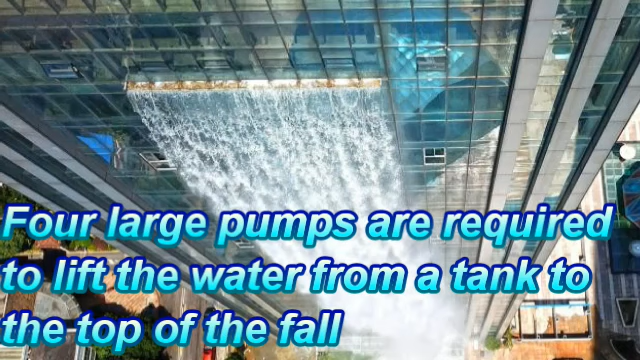 Four large pumps are required
to lift the water from a tank to
the top of the fall